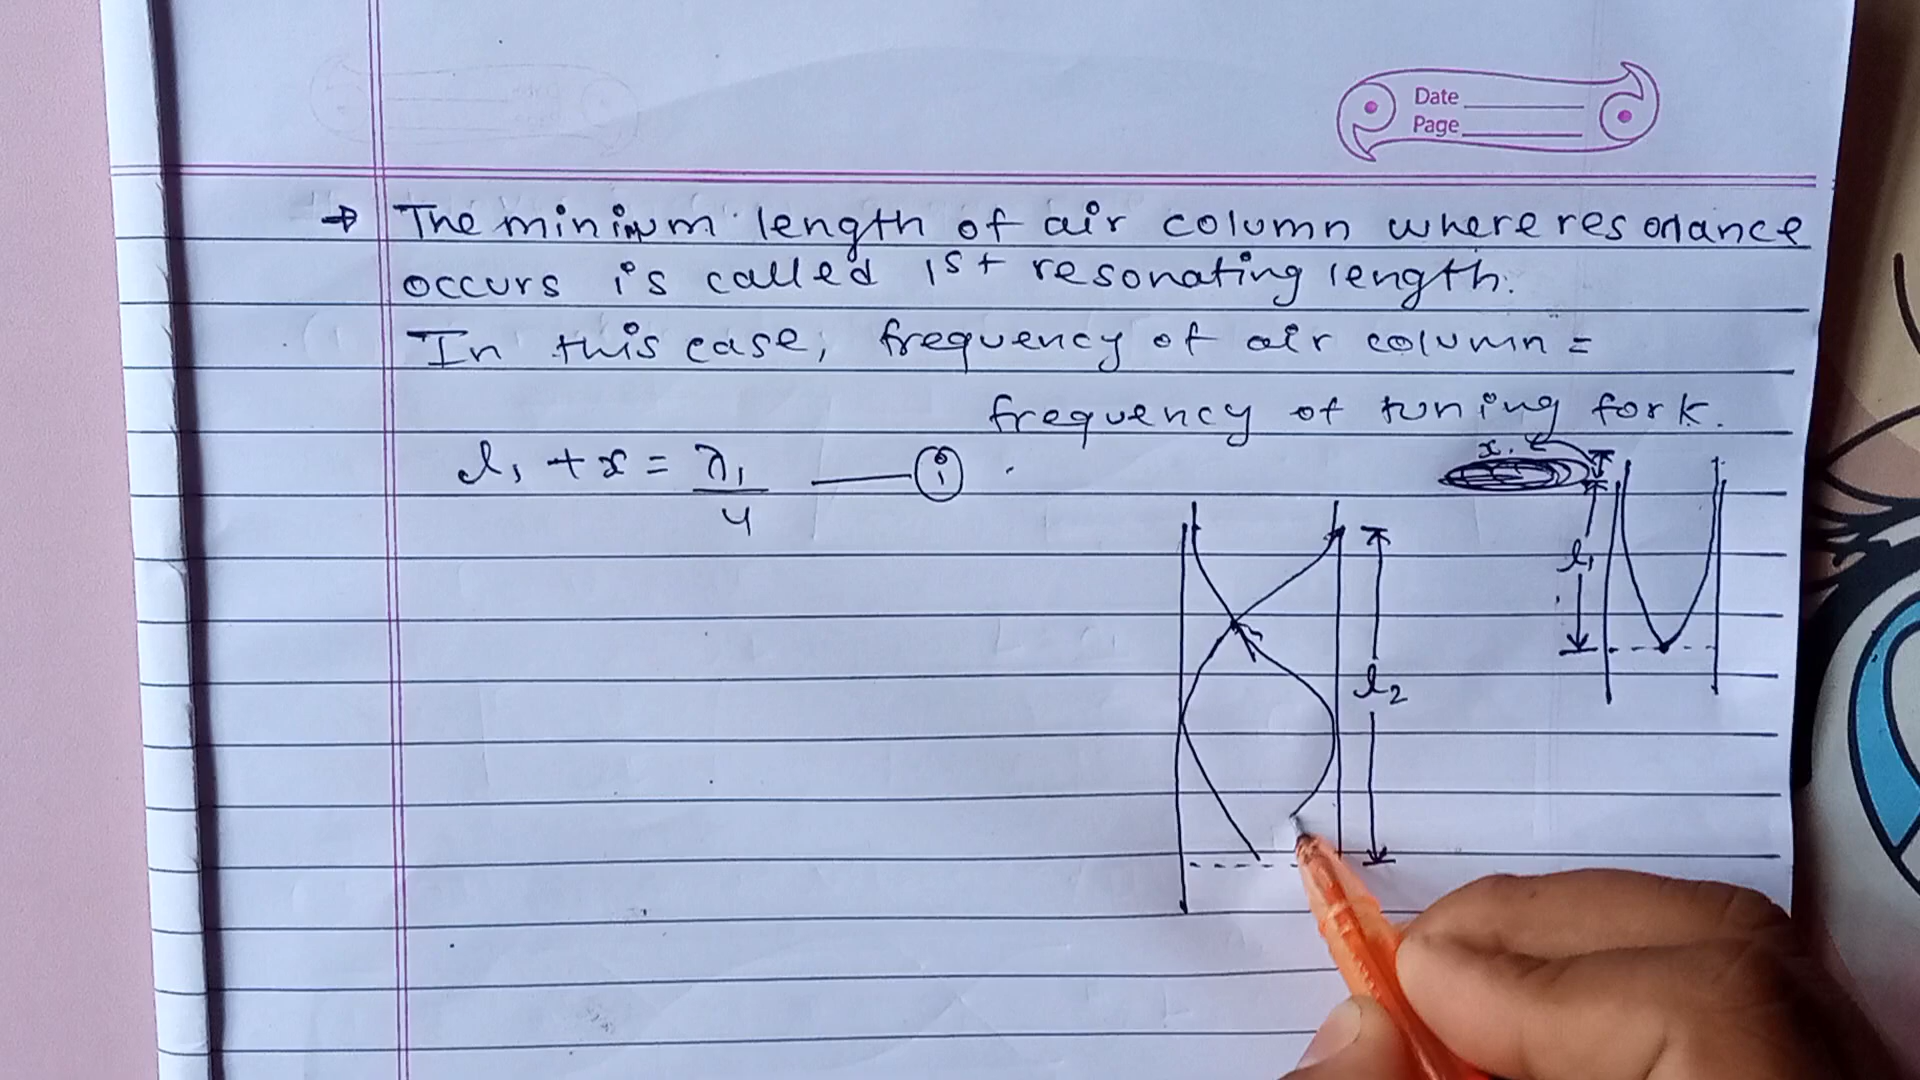 Date
Page
→ The minimum length of air column where resonance
occurs is called 1st resonating length.
In this case, frequency of air column =
frequency of tuning fork.
l₁ + x = λ₁/4 —— (i)
x
l₁
l₂